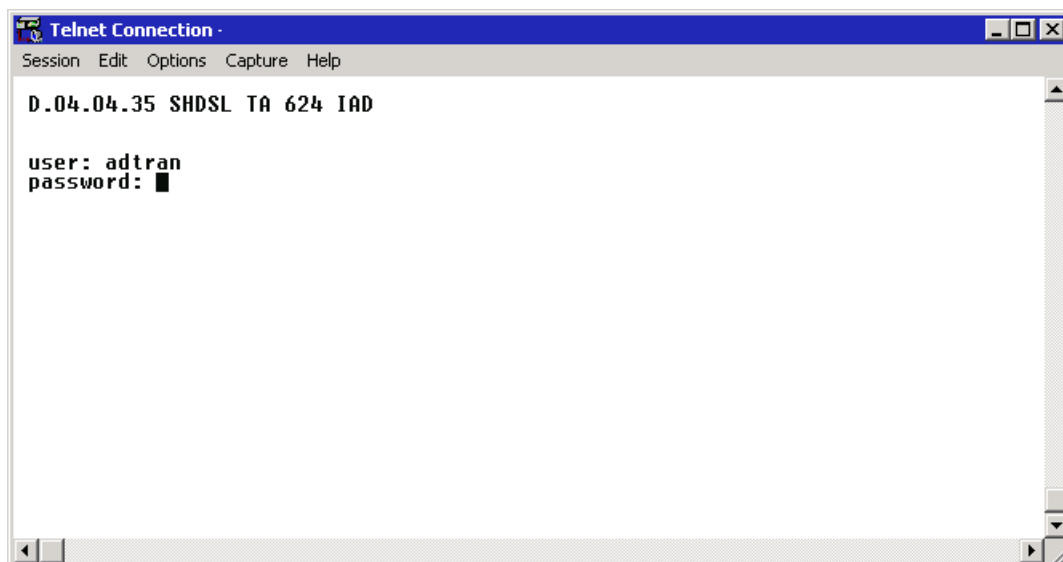 Telnet Connection -
Session Edit Options Capture Help
D.04.04.35 SHDSL TA 624 IAD
user: adtran
password: